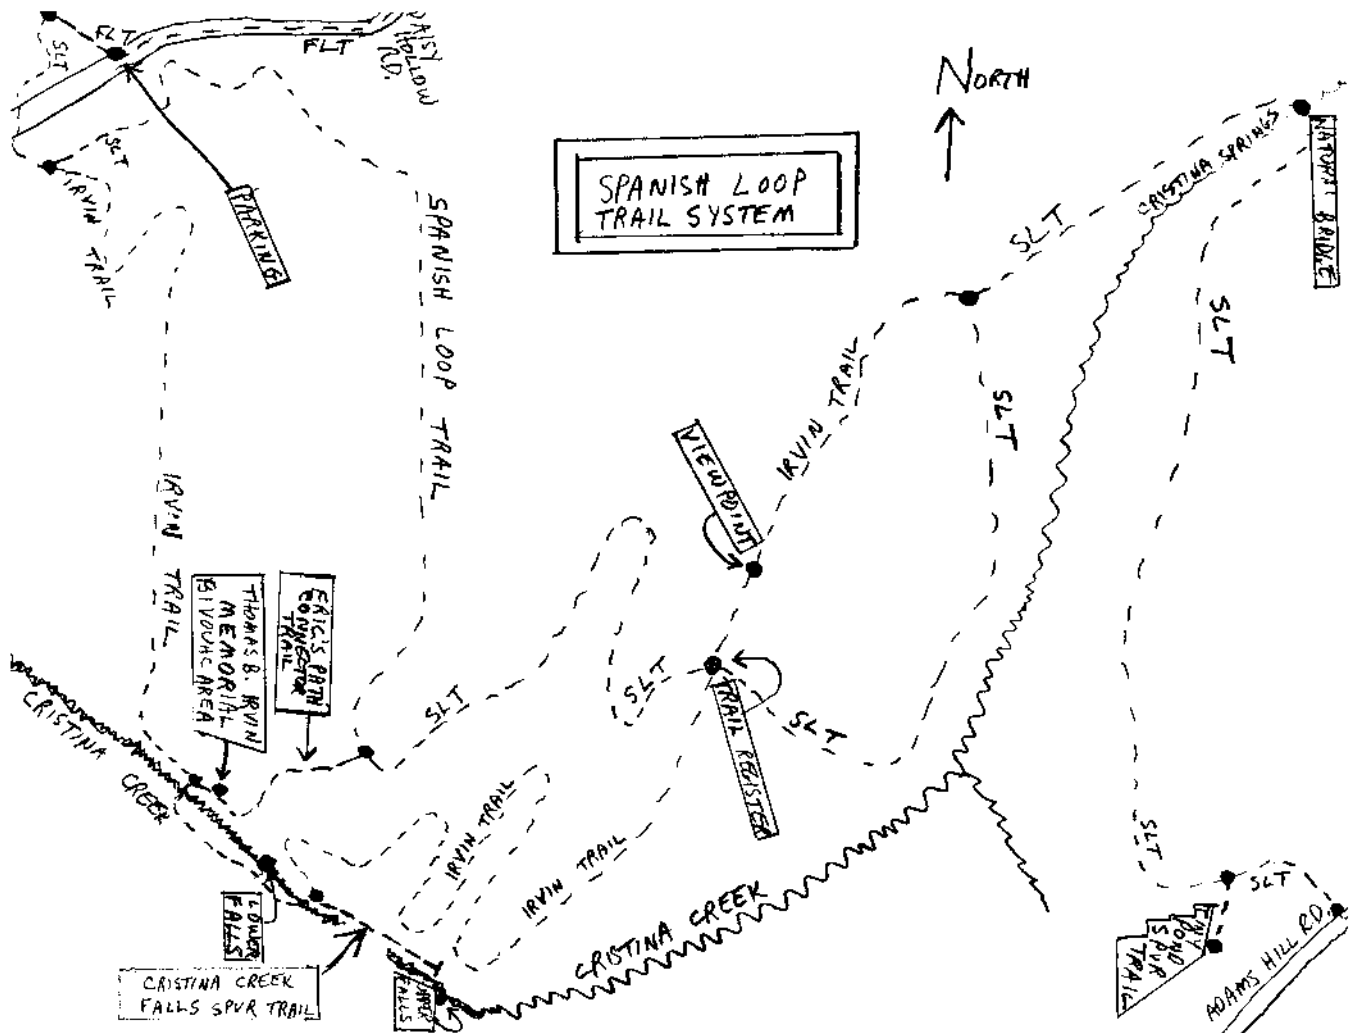 SLT
FLT
FLT
DAISY
HOLLOW
RD.
NORTH
SLT
IRVIN TRAIL
PARKING
SPANISH LOOP
TRAIL SYSTEM
CRISTINA SPRINGS
NATURAL BRIDGE
SLT
SPANISH LOOP TRAIL
SLT
SLT
IRVIN TRAIL
VIEWPOINT
IRVIN TRAIL
THOMAS B. IRVIN
MEMORIAL
BIVOUAC AREA
ERIC'S PATH
CONNECTOR
TRAIL
SLT
SLT
SLT
TRAIL REGISTER
CRISTINA
CREEK
IRVIN TRAIL
IRVIN TRAIL
CRISTINA CREEK
LOWER
FALLS
UPPER
FALLS
CRISTINA CREEK
FALLS SPUR TRAIL
SLT
SLT
POND
SPUR
TRAIL
ADAMS HILL RD.